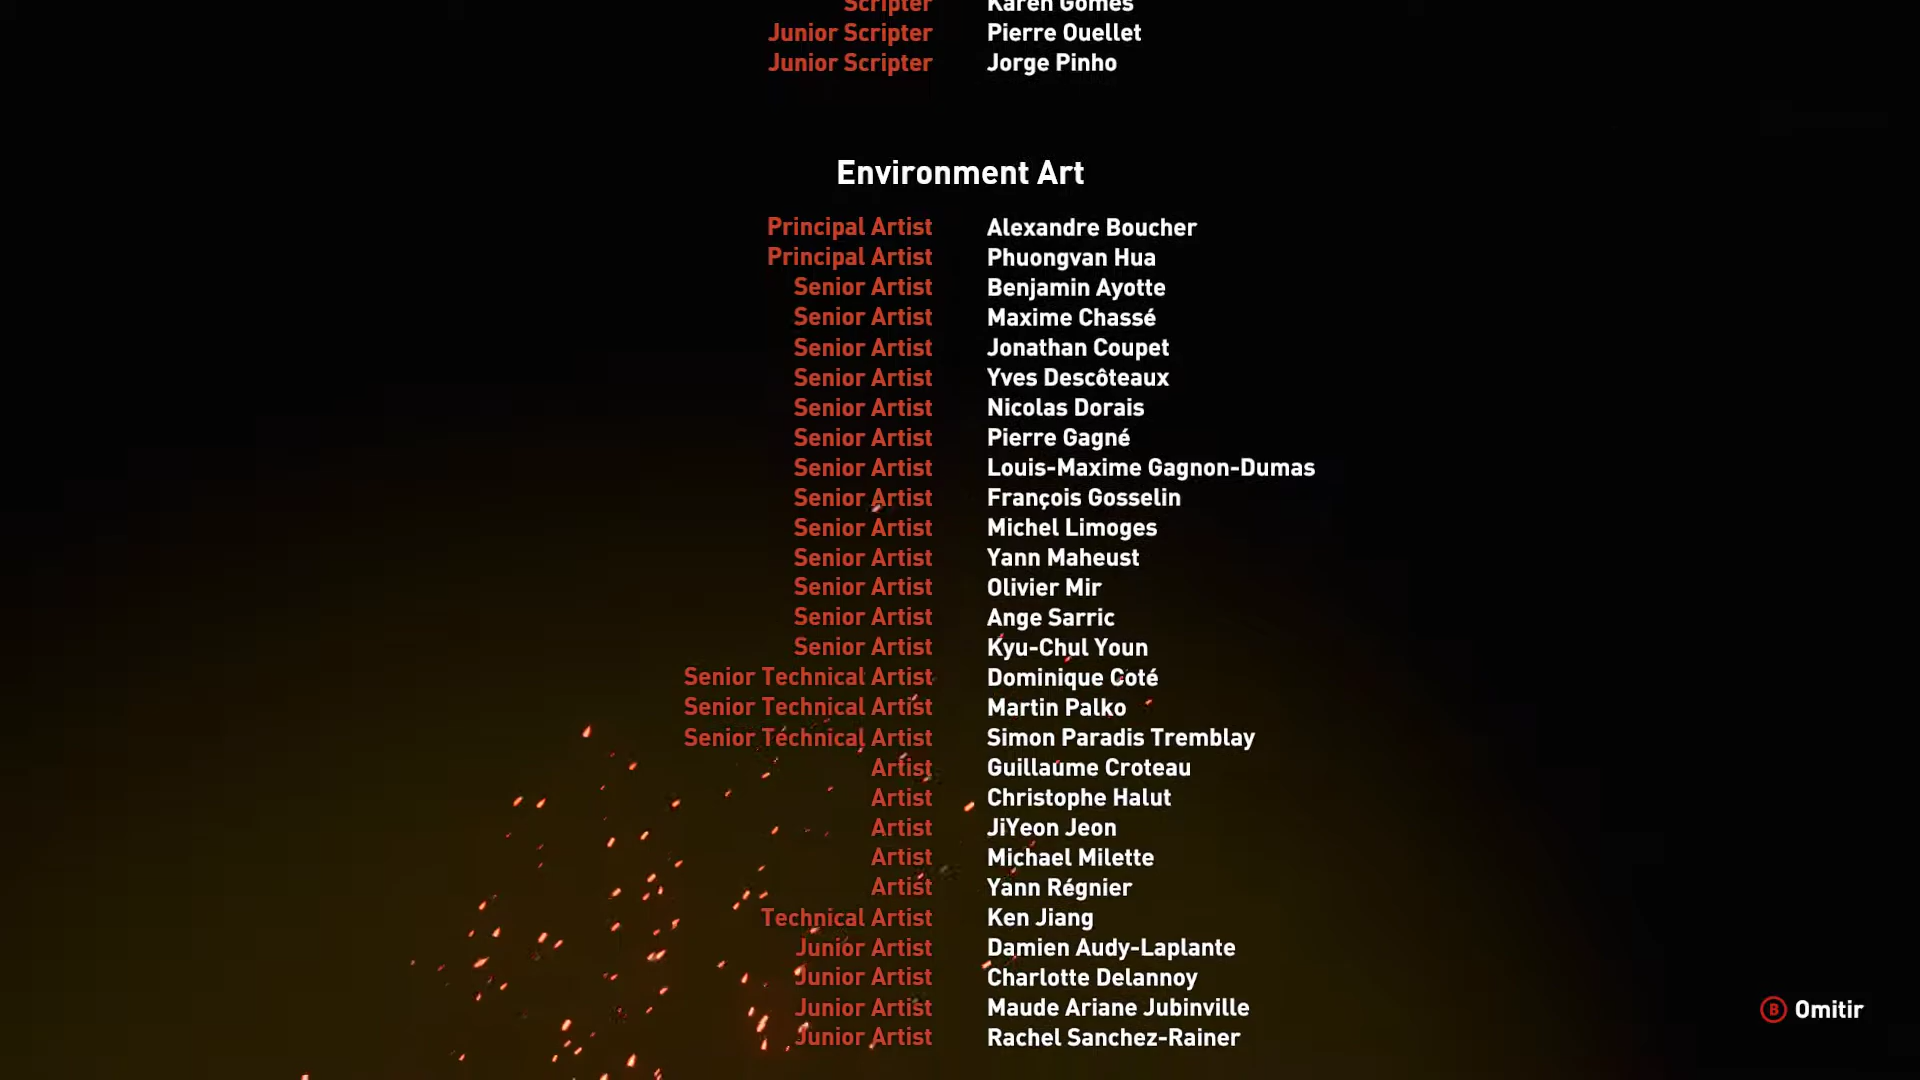 Scripter Karen Gomes
Junior Scripter Pierre Ouellet
Junior Scripter Jorge Pinho
Environment Art
Principal Artist Alexandre Boucher
Principal Artist Phuongvan Hua
Senior Artist Benjamin Ayotte
Senior Artist Maxime Chassé
Senior Artist Jonathan Coupet
Senior Artist Yves Descôteaux
Senior Artist Nicolas Dorais
Senior Artist Pierre Gagné
Senior Artist Louis-Maxime Gagnon-Dumas
Senior Artist François Gosselin
Senior Artist Michel Limoges
Senior Artist Yann Maheust
Senior Artist Olivier Mir
Senior Artist Ange Sarric
Senior Artist Kyu-Chul Youn
Senior Technical Artist Dominique Coté
Senior Technical Artist Martin Palko
Senior Technical Artist Simon Paradis Tremblay
Artist Guillaume Croteau
Artist Christophe Halut
Artist JiYeon Jeon
Artist Michael Milette
Artist Yann Régnier
Technical Artist Ken Jiang
Junior Artist Damien Audy-Laplante
Junior Artist Charlotte Delannoy
Junior Artist Maude Ariane Jubinville
Junior Artist Rachel Sanchez-Rainer
B Omitir